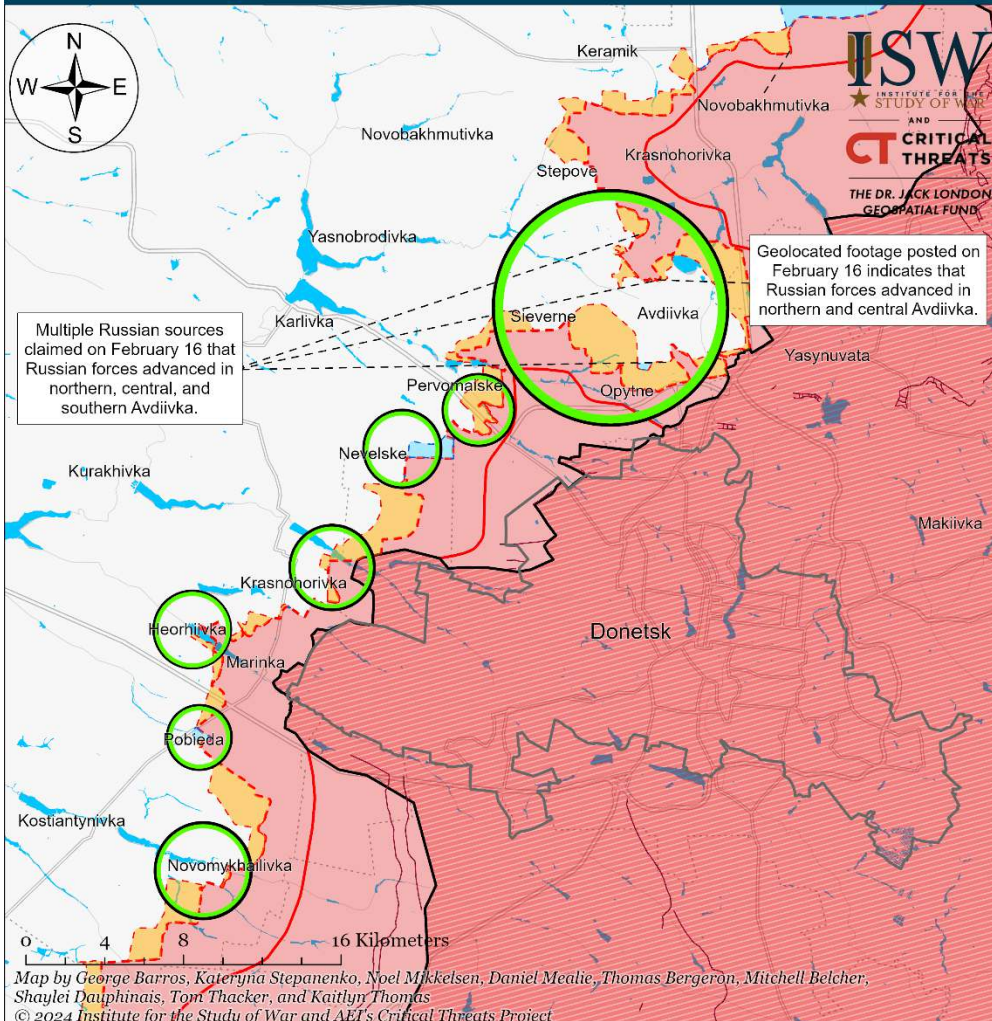 N
W
E
S
Keramik
ISW
INSTITUTE FOR THE
STUDY OF WAR
AND
CT CRITICAL
THREATS
THE DR. JACK LONDON
GEOSPATIAL FUND
Novobakhmutivka
Novobakhmutivka
Krasnohorivka
Stepove
Yasnobrodivka
Geolocated footage posted on
February 16 indicates that
Russian forces advanced in
northern and central Avdiivka.
Sieverne
Avdiivka
Karlivka
Multiple Russian sources
claimed on February 16 that
Russian forces advanced in
northern, central, and
southern Avdiivka.
Yasynuvata
Pervomaiske
Opytne
Nevelske
Kurakhivka
Makiivka
Krasnohorivka
Heorhiivka
Donetsk
Marinka
Pobieda
Kostiantynivka
Novomykhailivka
0 4 8 16 Kilometers
Map by George Barros, Kateryna Stepanenko, Noel Mikkelsen, Daniel Mealie, Thomas Bergeron, Mitchell Belcher,
Shaylei Dauphinais, Tom Thacker, and Kaitlyn Thomas
© 2024 Institute for the Study of War and AEI's Critical Threats Project